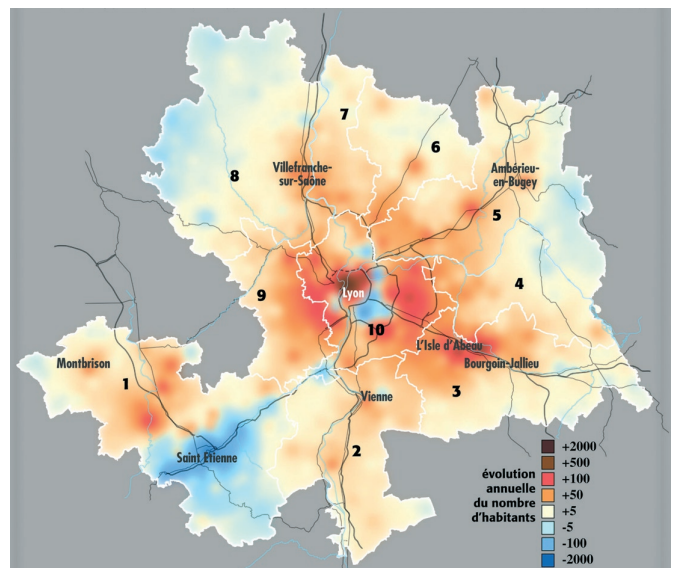 7
6
8
Villefranche-
sur-Saône
Ambérieu-
en-Bugey
5
4
9
Lyon
10
L'Isle d'Abeau
Montbrison
Bourgoin-Jallieu
1
3
Vienne
2
Saint Étienne
évolution
annuelle
du nombre
d'habitants
+2000
+500
+100
+50
+5
-5
-100
-2000